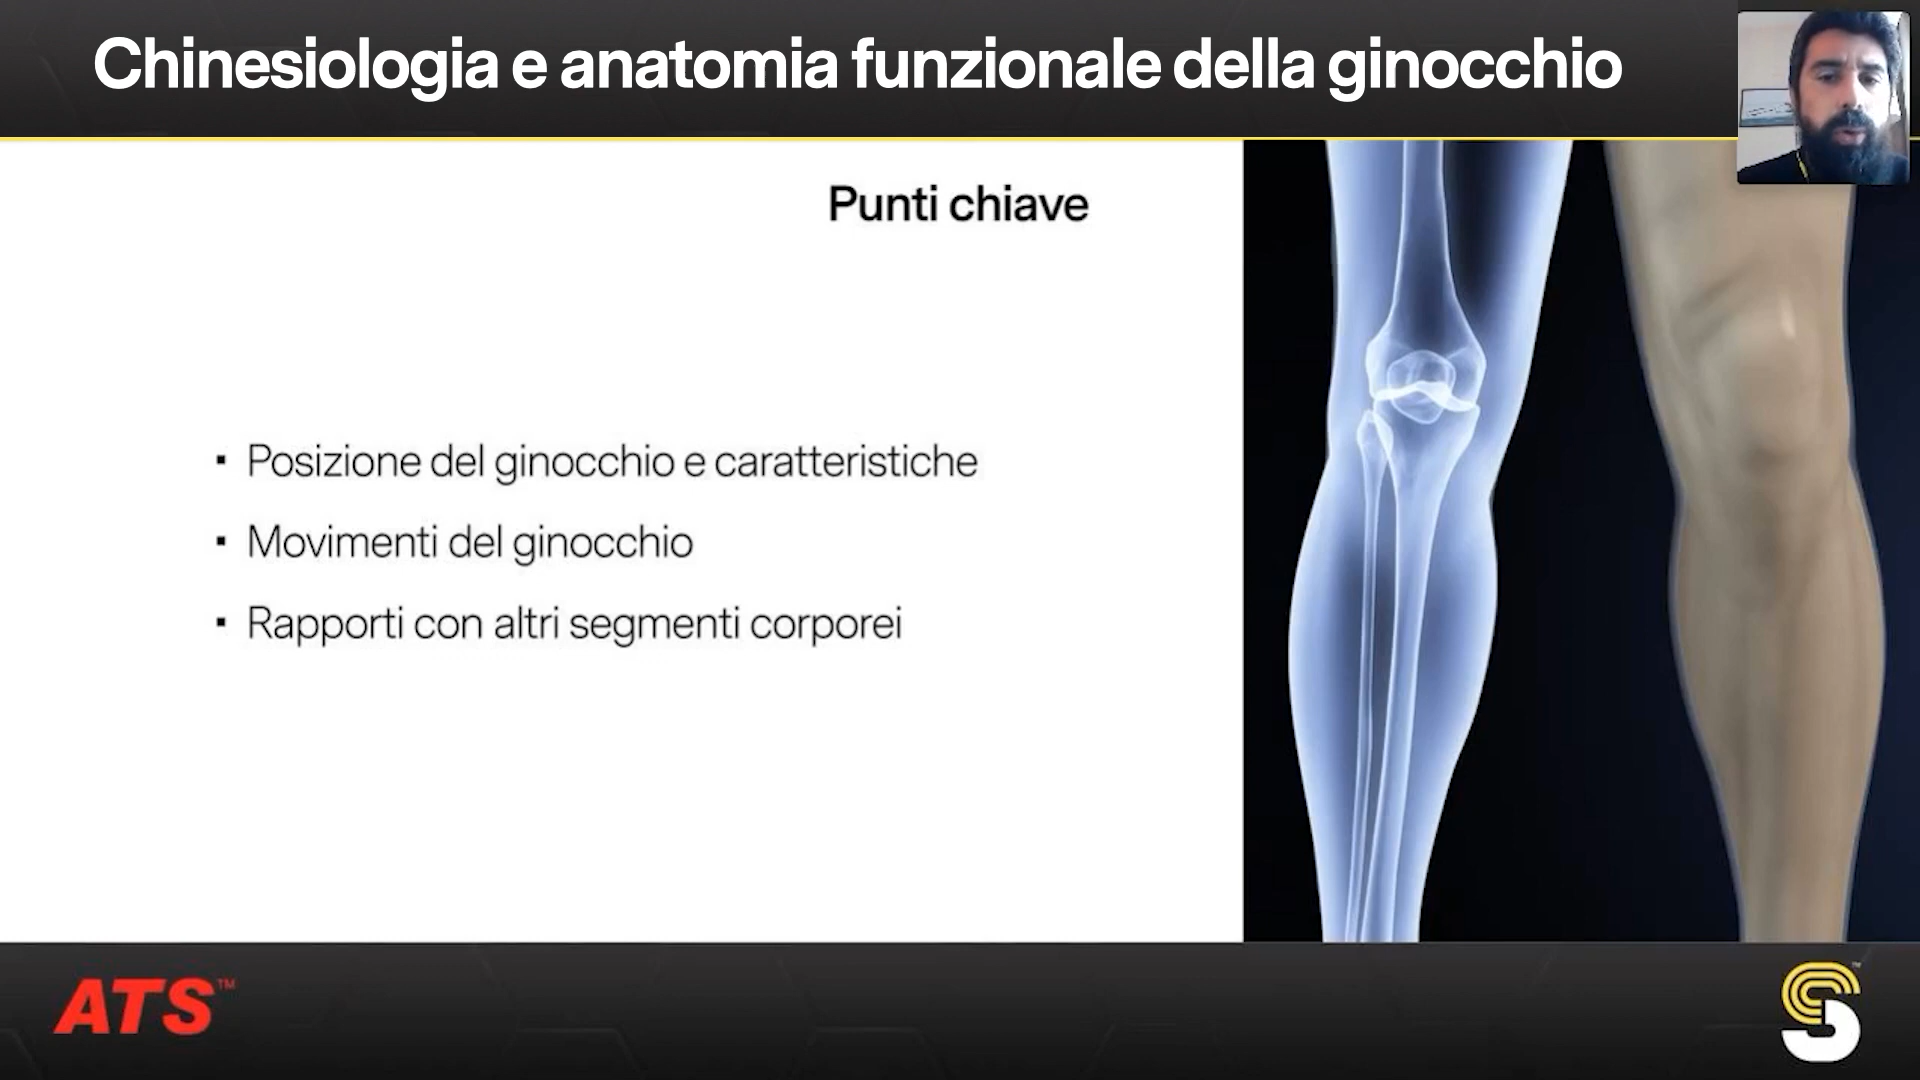 Chinesiologia e anatomia funzionale della ginocchio
Punti chiave
▪ Posizione del ginocchio e caratteristiche
▪ Movimenti del ginocchio
▪ Rapporti con altri segmenti corporei
ATS™
S™